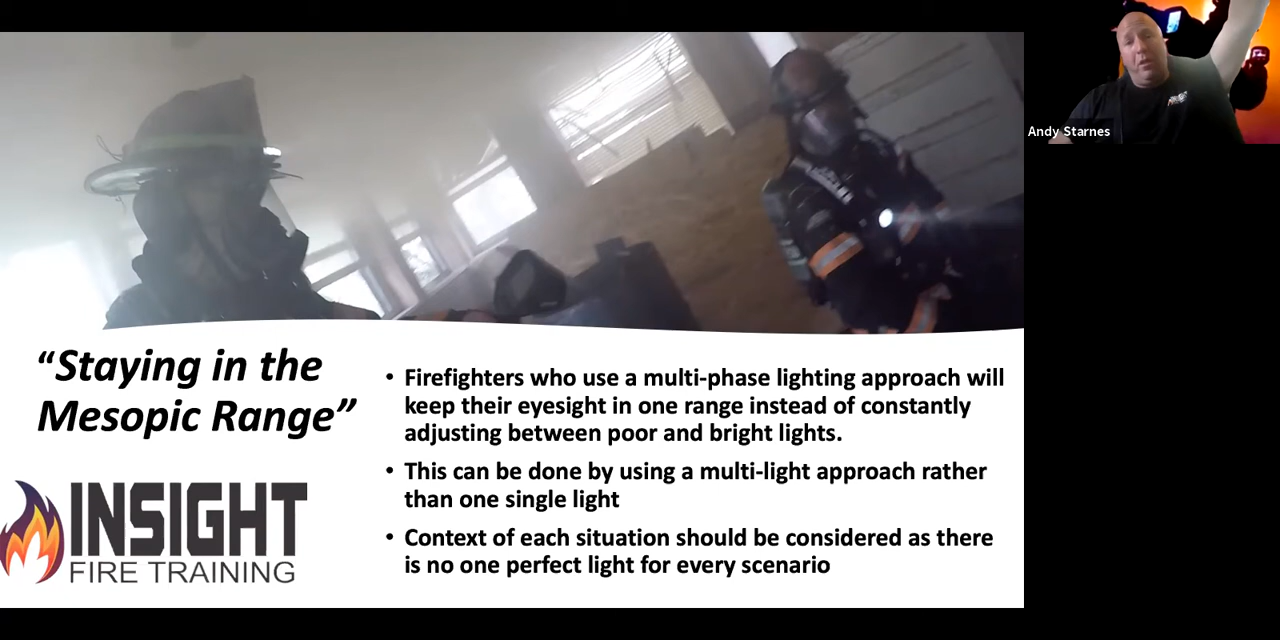 Andy Starnes
“Staying in the
Mesopic Range”
INSIGHT
FIRE TRAINING
• Firefighters who use a multi-phase lighting approach will
keep their eyesight in one range instead of constantly
adjusting between poor and bright lights.
• This can be done by using a multi-light approach rather
than one single light
• Context of each situation should be considered as there
is no one perfect light for every scenario